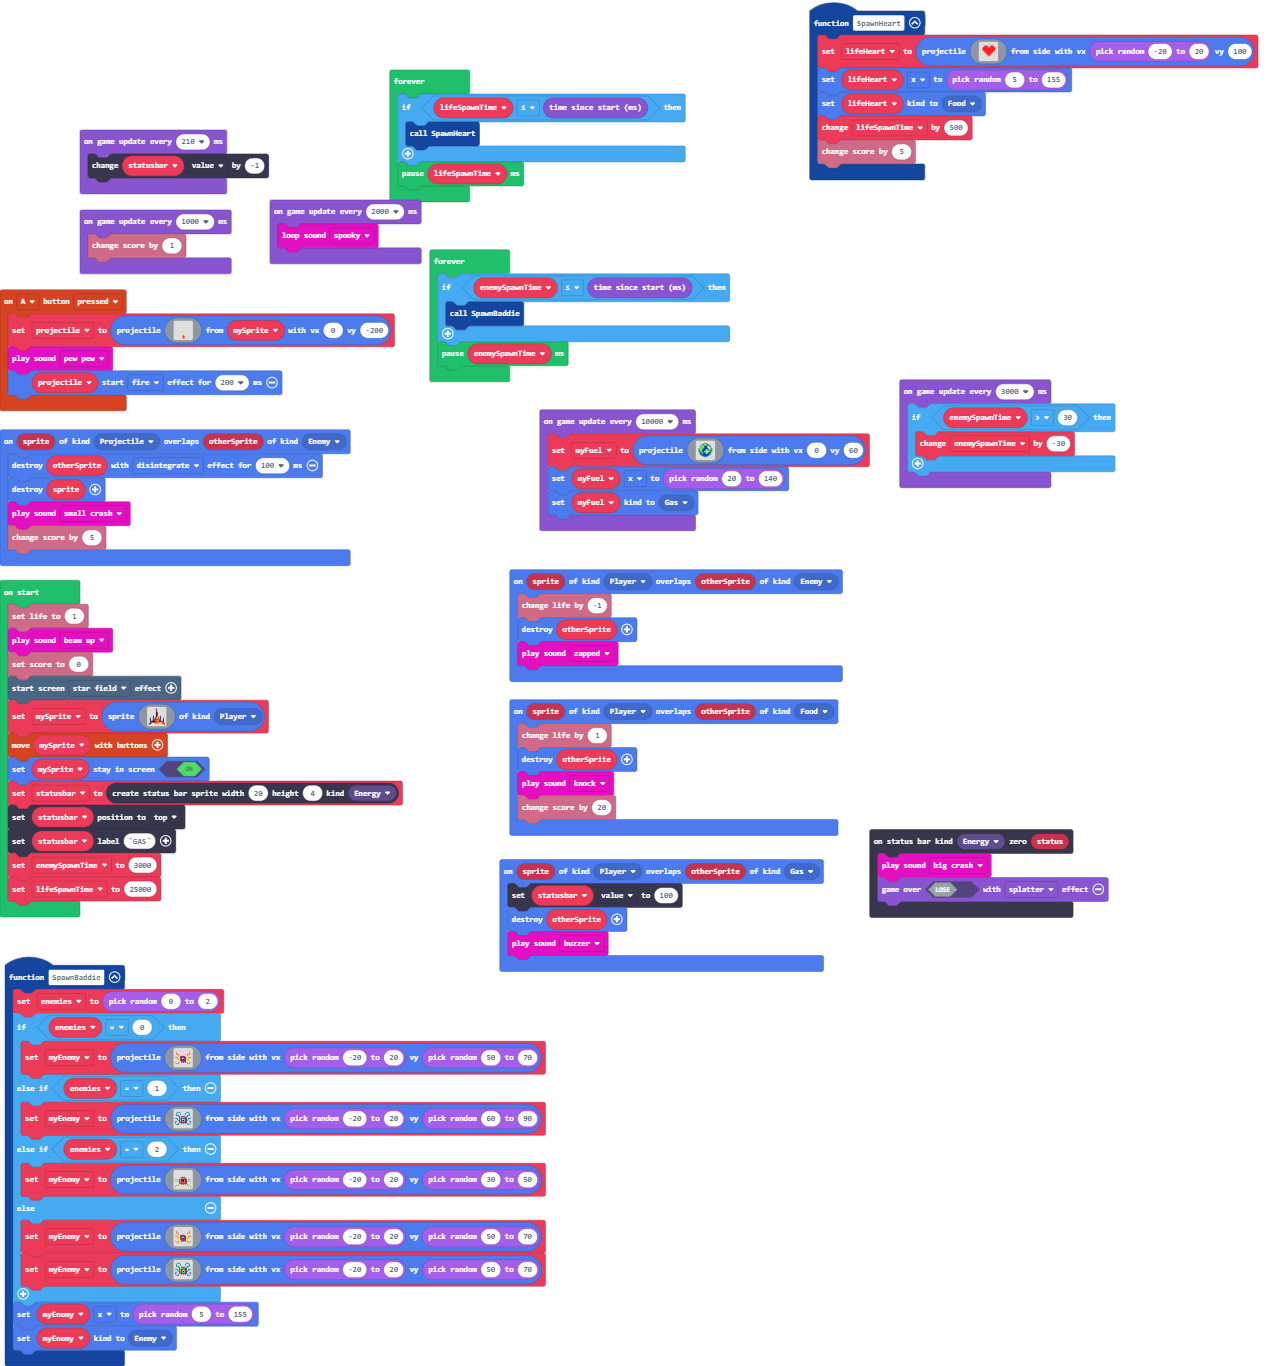 function SpawnHeart
set lifeHeart to projectile from side with vx pick random -20 to 20 vy 100
set lifeHeart x to pick random 5 to 155
set lifeHeart kind to Food
change lifeSpawnTime by 500
change score by 5
forever
if lifeSpawnTime ≤ time since start (ms) then
call SpawnHeart
pause lifeSpawnTime ms
on game update every 210 ms
change statusbar value by -1
on game update every 1000 ms
change score by 1
on game update every 2000 ms
loop sound spooky
forever
if enemySpawnTime ≤ time since start (ms) then
call SpawnBaddie
pause enemySpawnTime ms
on A button pressed
set projectile to projectile from mySprite with vx 0 vy -200
play sound pew pew
projectile start fire effect for 200 ms
on game update every 3000 ms
if enemySpawnTime > 30 then
change enemySpawnTime by -30
on game update every 10000 ms
set myFuel to projectile from side with vx 0 vy 60
set myFuel x to pick random 20 to 140
set myFuel kind to Gas
on sprite of kind Projectile overlaps otherSprite of kind Enemy
destroy otherSprite with disintegrate effect for 100 ms
destroy sprite
play sound small crash
change score by 5
on start
set life to 1
play sound beam up
set score to 0
start screen star field effect
set mySprite to sprite of kind Player
move mySprite with buttons
set mySprite stay in screen ON
set statusbar to create status bar sprite width 20 height 4 kind Energy
set statusbar position to top
set statusbar label "GAS"
set enemySpawnTime to 3000
set lifeSpawnTime to 25000
on sprite of kind Player overlaps otherSprite of kind Enemy
change life by -1
destroy otherSprite
play sound zapped
on sprite of kind Player overlaps otherSprite of kind Food
change life by 1
destroy otherSprite
play sound knock
change score by 20
on sprite of kind Player overlaps otherSprite of kind Gas
set statusbar value to 100
destroy otherSprite
play sound buzzer
on status bar kind Energy zero status
play sound big crash
game over LOSE with splatter effect
function SpawnBaddie
set enemies to pick random 0 to 2
if enemies = 0 then
set myEnemy to projectile from side with vx pick random -20 to 20 vy pick random 50 to 70
else if enemies = 1 then
set myEnemy to projectile from side with vx pick random -20 to 20 vy pick random 60 to 90
else if enemies = 2 then
set myEnemy to projectile from side with vx pick random -20 to 20 vy pick random 30 to 50
else
set myEnemy to projectile from side with vx pick random -20 to 20 vy pick random 50 to 70
set myEnemy to projectile from side with vx pick random -20 to 20 vy pick random 50 to 70
set myEnemy x to pick random 5 to 155
set myEnemy kind to Enemy